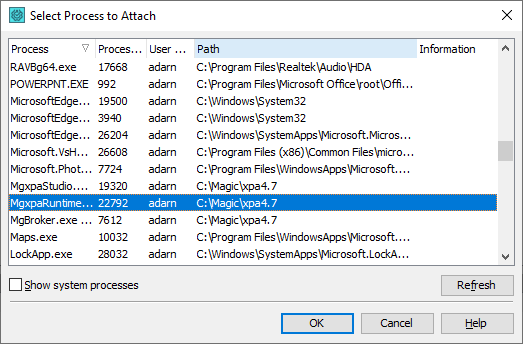 Select Process to Attach
Process Proces... User ... Path Information
RAVBg64.exe 17668 adarn C:\Program Files\Realtek\Audio\HDA
POWERPNT.EXE 992 adarn C:\Program Files\Microsoft Office\root\Offi...
MicrosoftEdge... 19500 adarn C:\Windows\System32
MicrosoftEdge... 3940 adarn C:\Windows\System32
MicrosoftEdge... 26204 adarn C:\Windows\SystemApps\Microsoft.Micros...
Microsoft.VsH... 26608 adarn C:\Program Files (x86)\Common Files\micro...
Microsoft.Phot... 7724 adarn C:\Program Files\WindowsApps\Microsoft....
MgxpaStudio.... 19320 adarn C:\Magic\xpa4.7
MgxpaRuntime... 22792 adarn C:\Magic\xpa4.7
MgBroker.exe 7612 adarn C:\Magic\xpa4.7
Maps.exe 10032 adarn C:\Program Files\WindowsApps\Microsoft....
LockApp.exe 28032 adarn C:\Windows\SystemApps\Microsoft.LockA...
Show system processes
Refresh
OK Cancel Help